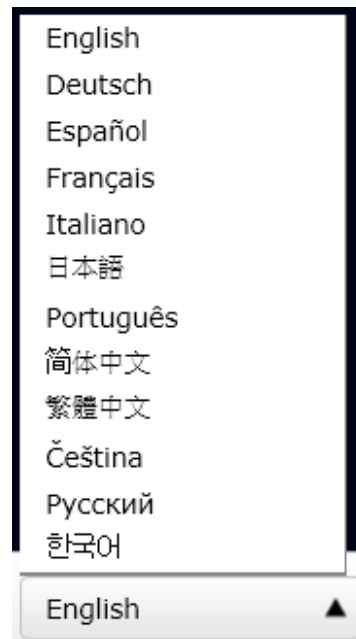 English
Deutsch
Español
Français
Italiano
日本語
Português
简体中文
繁體中文
Čeština
Русский
한국어
English